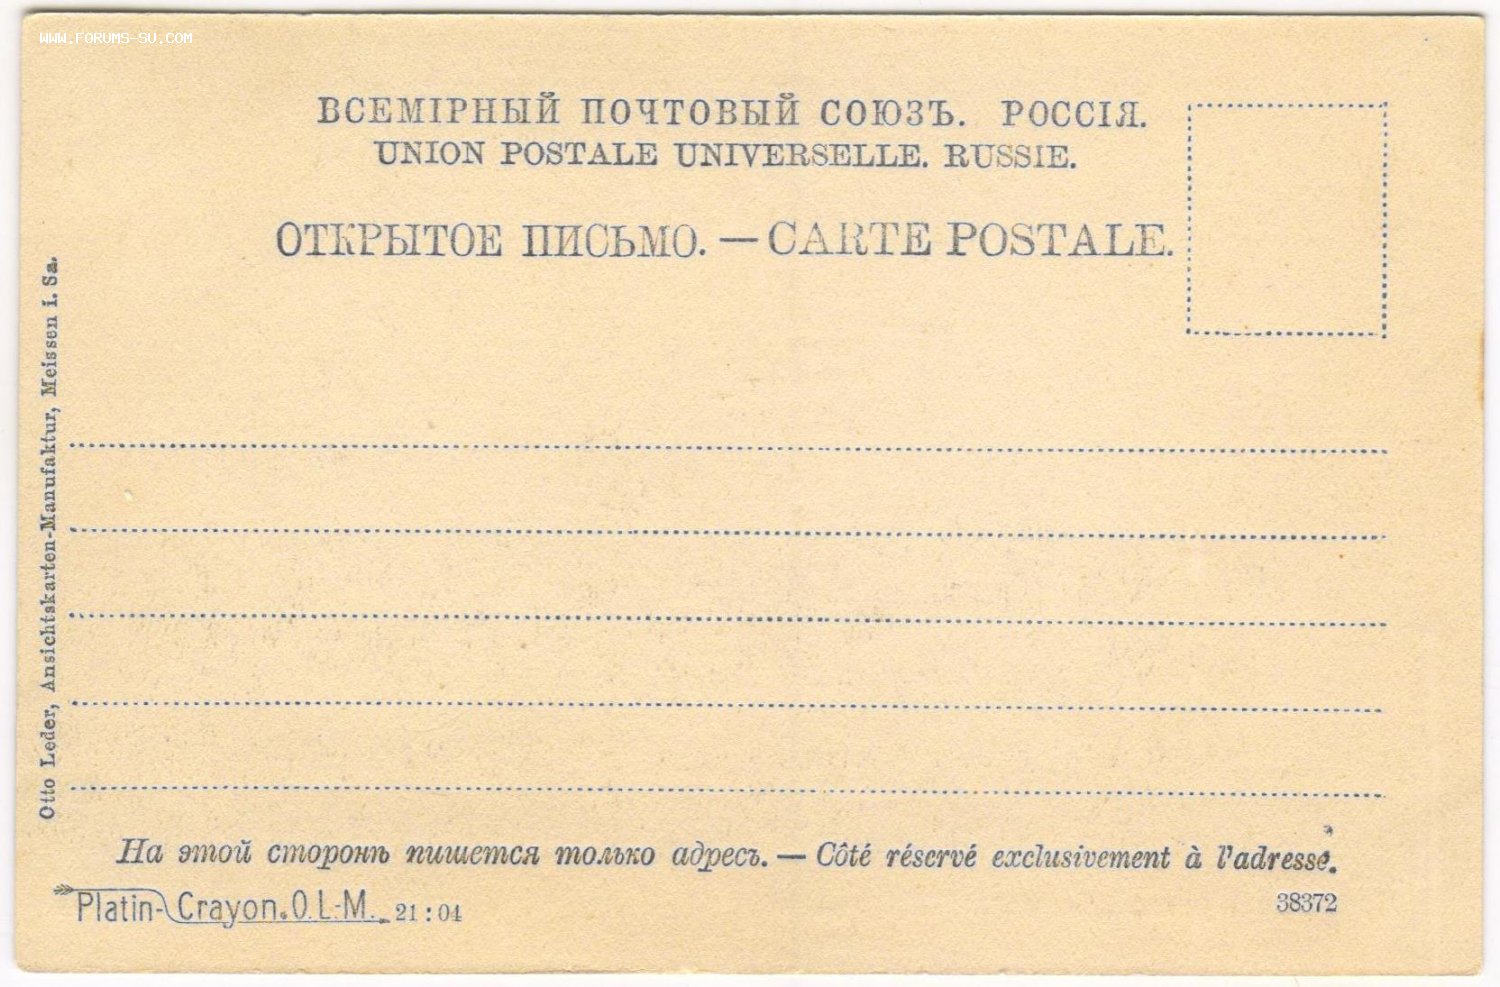 WWW.FORUMS-SU.COM
ВСЕМІРНЫЙ ПОЧТОВЫЙ СОЮЗЪ. РОССІЯ.
UNION POSTALE UNIVERSELLE. RUSSIE.
ОТКРЫТОЕ ПИСЬМО. — CARTE POSTALE.
Otto Leder, Ansichtskarten-Manufaktur, Meissen i. Sa.
На этой сторонѣ пишется только адресъ. — Côté réservé exclusivement à l'adresse.
Platin-Crayon. O. L.-M. 21 : 04
38372